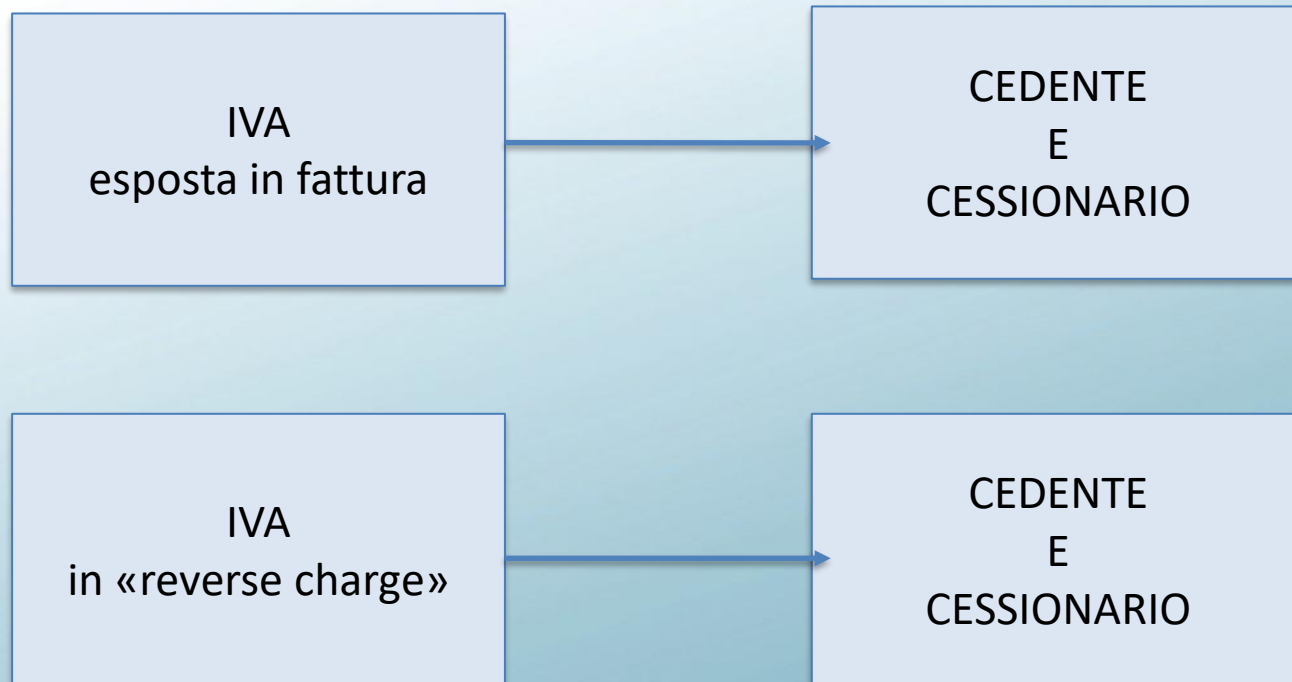 IVA
esposta in fattura
CEDENTE
E
CESSIONARIO
IVA
in «reverse charge»
CEDENTE
E
CESSIONARIO